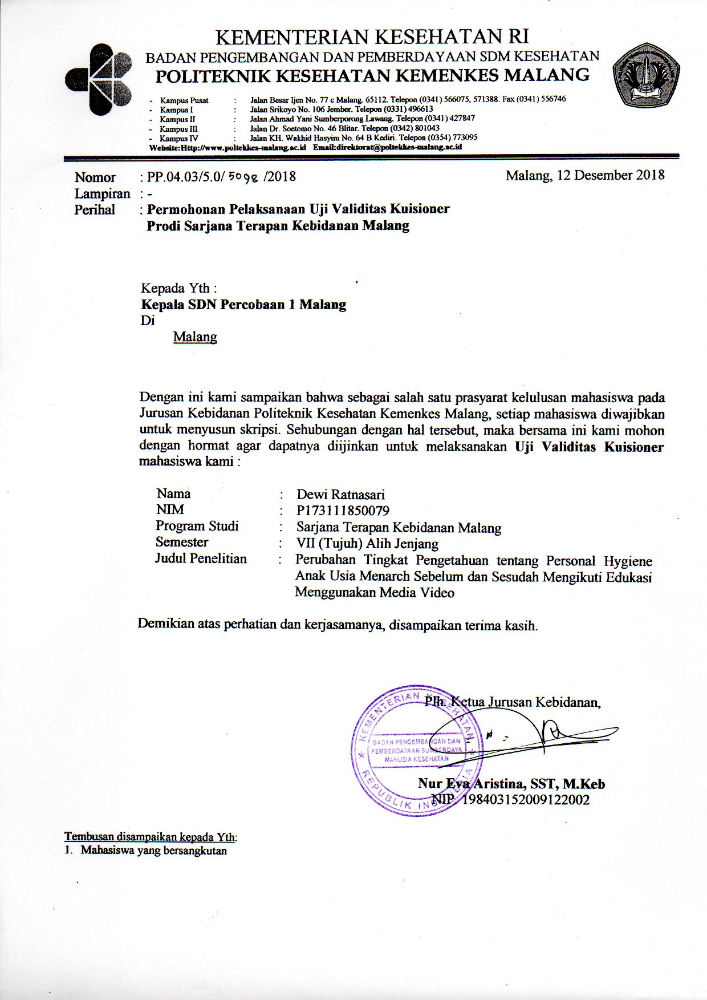 KEMENTERIAN KESEHATAN RI
BADAN PENGEMBANGAN DAN PEMBERDAYAAN SDM KESEHATAN
POLITEKNIK KESEHATAN KEMENKES MALANG
- Kampus Pusat : Jalan Besar Ijen No. 77 c Malang. 65112. Telepon (0341) 566075, 571388. Fax (0341) 556746
- Kampus I : Jalan Srikoyo No. 106 Jember. Telepon (0331) 496613
- Kampus II : Jalan Ahmad Yani Sumberporong Lawang. Telepon (0341) 427847
- Kampus III : Jalan Dr. Soetomo No. 46 Blitar. Telepon (0342) 801043
- Kampus IV : Jalan KH. Wakhid Hasyim No. 64 B Kediri. Telepon (0354) 773095
Website:Http://www.poltekkes-malang.ac.id Email:direktorat@poltekkes-malang.ac.id
Nomor : PP.04.03/5.0/ 5098 /2018 Malang, 12 Desember 2018
Lampiran : -
Perihal : Permohonan Pelaksanaan Uji Validitas Kuisioner
Prodi Sarjana Terapan Kebidanan Malang
Kepada Yth :
Kepala SDN Percobaan 1 Malang
Di
Malang
Dengan ini kami sampaikan bahwa sebagai salah satu prasyarat kelulusan mahasiswa pada
Jurusan Kebidanan Politeknik Kesehatan Kemenkes Malang, setiap mahasiswa diwajibkan
untuk menyusun skripsi. Sehubungan dengan hal tersebut, maka bersama ini kami mohon
dengan hormat agar dapatnya diijinkan untuk melaksanakan Uji Validitas Kuisioner
mahasiswa kami :
Nama : Dewi Ratnasari
NIM : P173111850079
Program Studi : Sarjana Terapan Kebidanan Malang
Semester : VII (Tujuh) Alih Jenjang
Judul Penelitian : Perubahan Tingkat Pengetahuan tentang Personal Hygiene
Anak Usia Menarch Sebelum dan Sesudah Mengikuti Edukasi
Menggunakan Media Video
Demikian atas perhatian dan kerjasamanya, disampaikan terima kasih.
Plh. Ketua Jurusan Kebidanan,
KEMENTERIAN KESEHATAN
BADAN PENGEMBANGAN DAN
PEMBERDAYAAN SUMBERDAYA
MANUSIA KESEHATAN
REPUBLIK INDONESIA
Nur Eva Aristina, SST, M.Keb
NIP. 198403152009122002
Tembusan disampaikan kepada Yth:
1. Mahasiswa yang bersangkutan